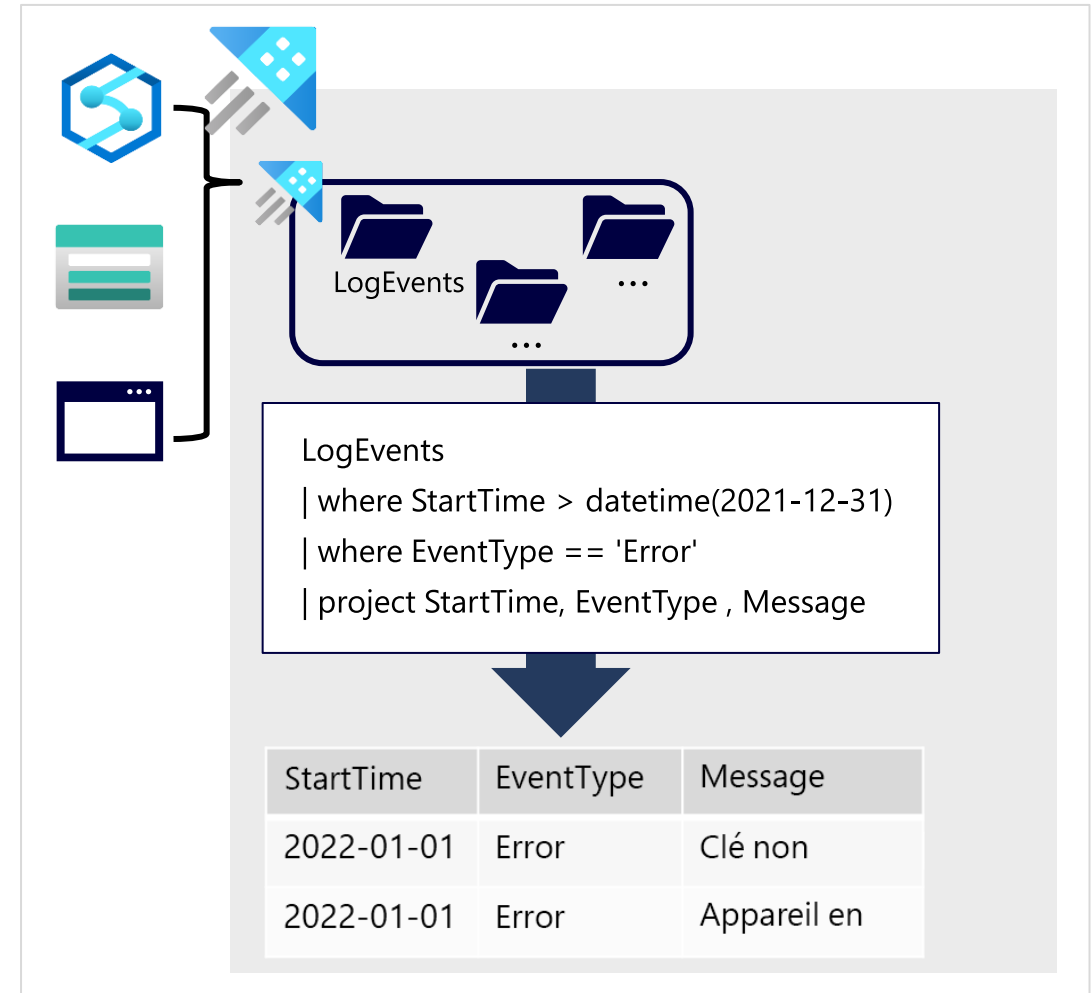 LogEvents
...
...
LogEvents
| where StartTime > datetime(2021-12-31)
| where EventType == 'Error'
| project StartTime, EventType , Message
StartTime EventType Message
2022-01-01 Error Clé non
2022-01-01 Error Appareil en